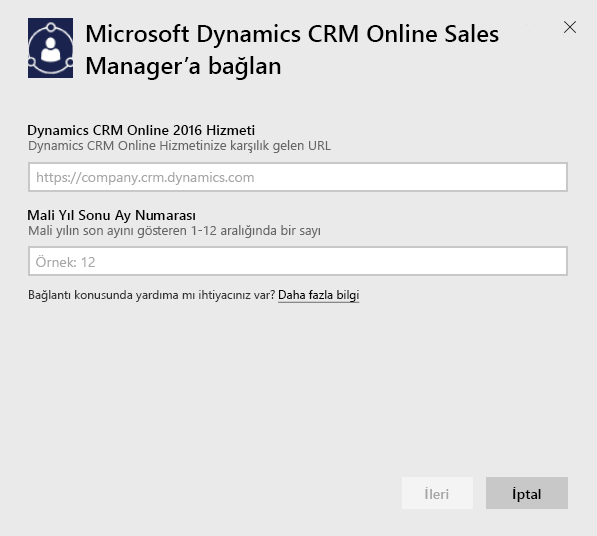 Microsoft Dynamics CRM Online Sales
Manager’a bağlan
Dynamics CRM Online 2016 Hizmeti
Dynamics CRM Online Hizmetinize karşılık gelen URL
https://company.crm.dynamics.com
Mali Yıl Sonu Ay Numarası
Mali yılın son ayını gösteren 1-12 aralığında bir sayı
Örnek: 12
Bağlantı konusunda yardıma mı ihtiyacınız var? Daha fazla bilgi
İleri
İptal